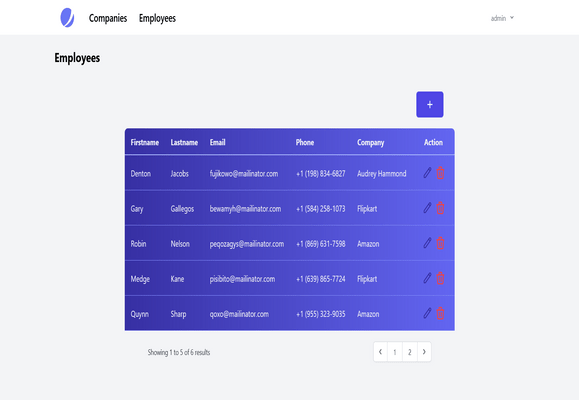 Companies Employees admin
Employees
+
Firstname Lastname Email Phone Company Action
Denton Jacobs fujikowo@mailinator.com +1 (198) 834-6827 Audrey Hammond
Gary Gallegos bewamyh@mailinator.com +1 (584) 258-1073 Flipkart
Robin Nelson peqozagys@mailinator.com +1 (869) 631-7598 Amazon
Medge Kane pisibito@mailinator.com +1 (639) 865-7724 Flipkart
Quynn Sharp qoxo@mailinator.com +1 (955) 323-9035 Amazon
Showing 1 to 5 of 6 results ‹ 1 2 ›